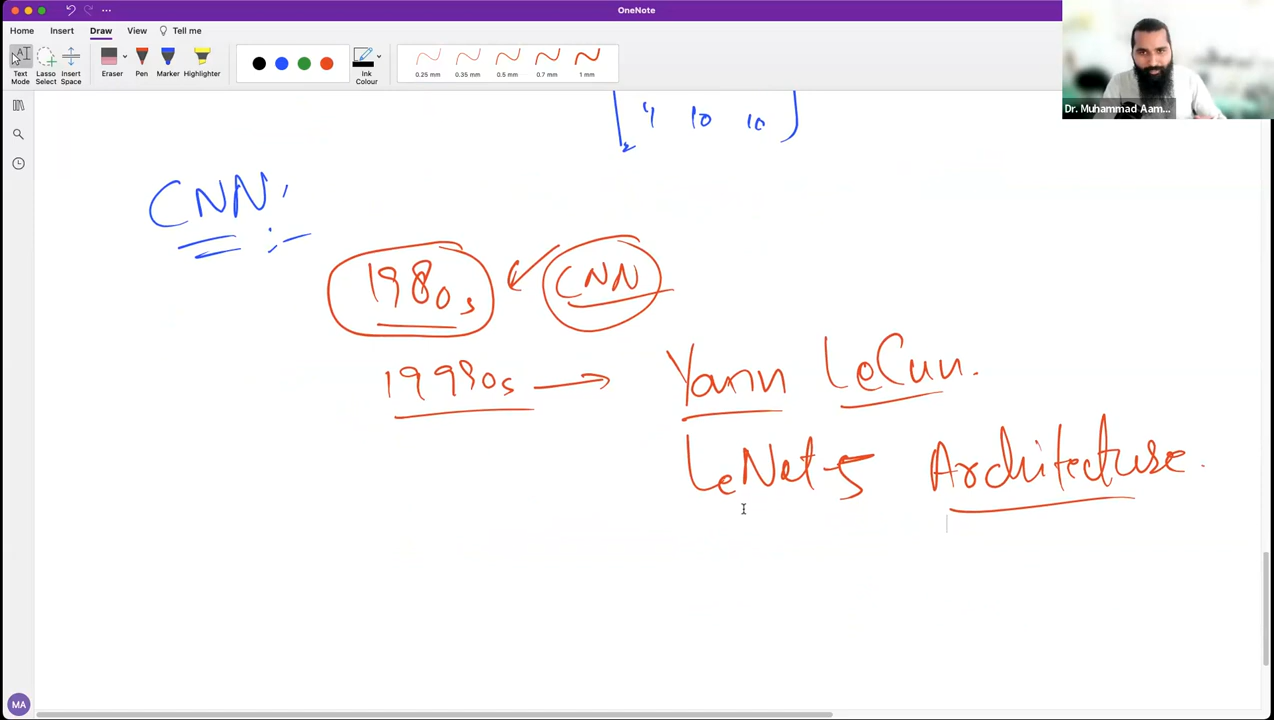 OneNote
Home Insert Draw View Tell me
Text Mode Lasso Select Insert Space Eraser Pen Marker Highlighter Ink Colour 0.25 mm 0.35 mm 0.5 mm 0.7 mm 1 mm
Dr. Muhammad Aam...
4 10 10
CNN :-
1980s CNN
19980s → Yann LeCun.
LeNet-5 Architecture.
MA